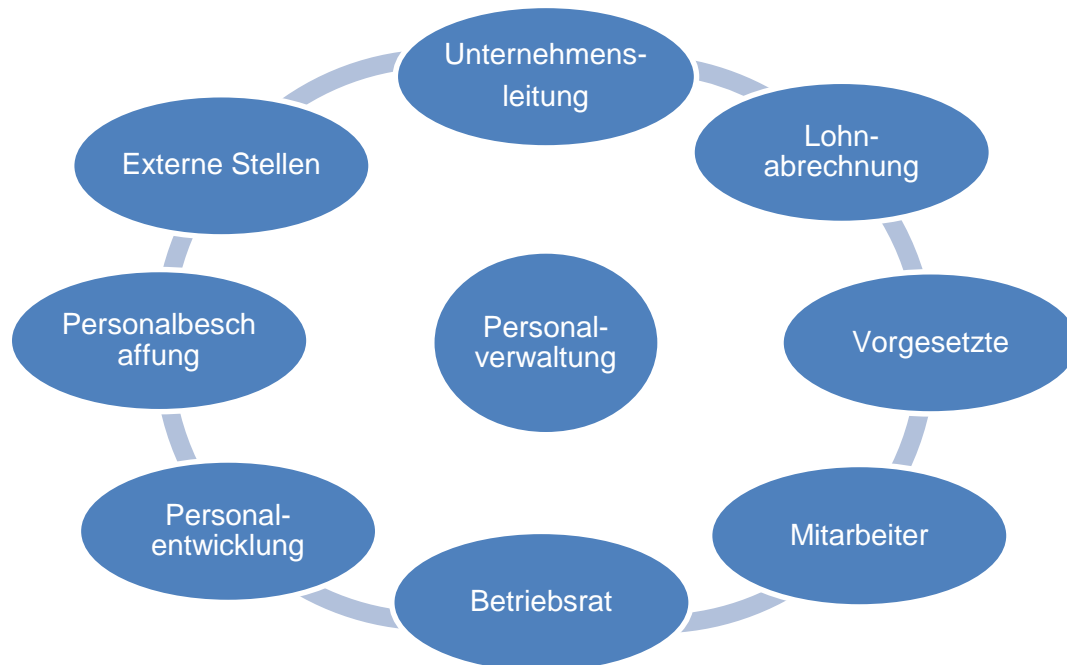 Unternehmens-
leitung
Lohn-
abrechnung
Externe Stellen
Personalbesch
affung
Personal-
verwaltung
Vorgesetzte
Personal-
entwicklung
Mitarbeiter
Betriebsrat